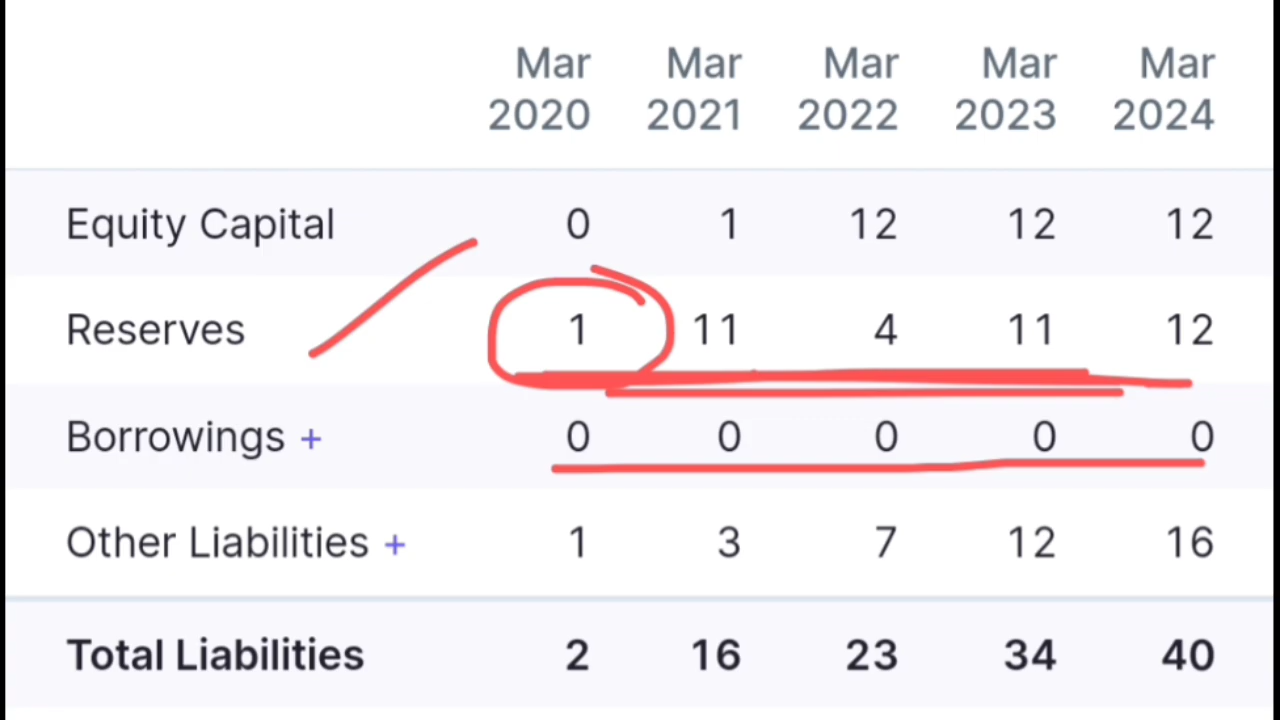 Mar Mar Mar Mar Mar
2020 2021 2022 2023 2024
Equity Capital 0 1 12 12 12
Reserves 1 11 4 11 12
Borrowings + 0 0 0 0 0
Other Liabilities + 1 3 7 12 16
Total Liabilities 2 16 23 34 40